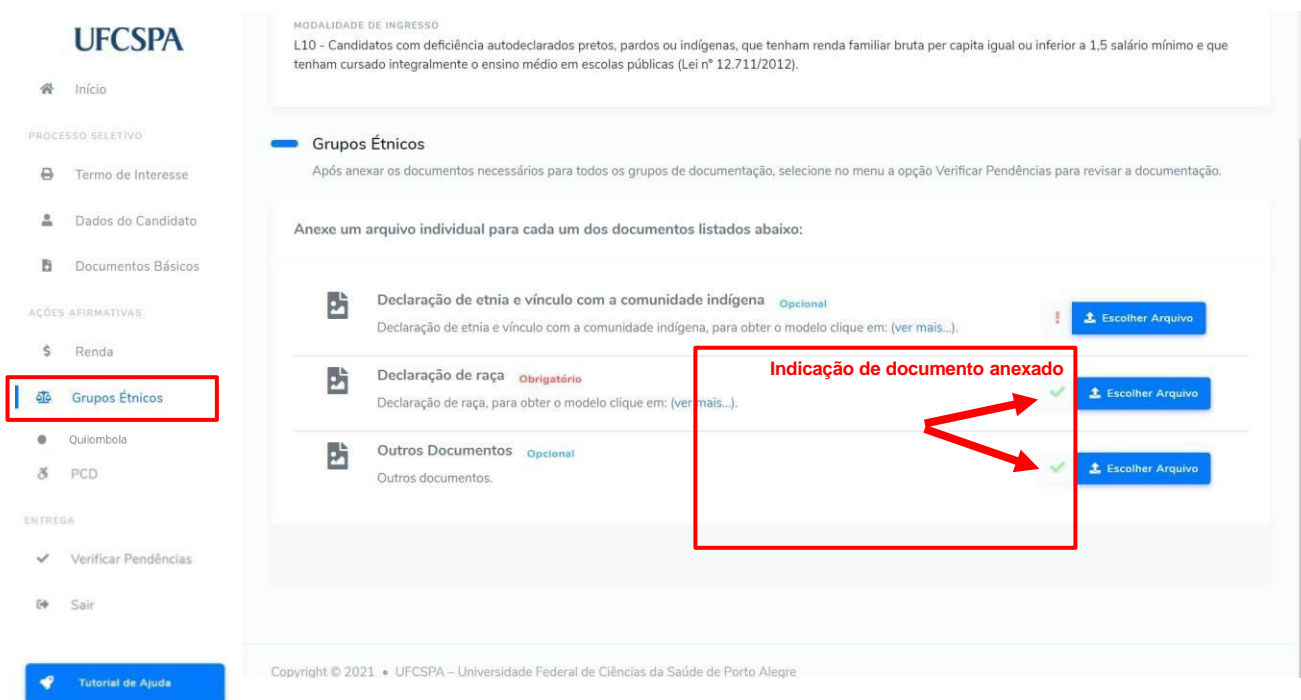 UFCSPA
Início
PROCESSO SELETIVO
Termo de Interesse
Dados do Candidato
Documentos Básicos
AÇÕES AFIRMATIVAS
Renda
Grupos Étnicos
Quilombola
PCD
ENTREGA
Verificar Pendências
Sair
Tutorial de Ajuda
MODALIDADE DE INGRESSO
L10 - Candidatos com deficiência autodeclarados pretos, pardos ou indígenas, que tenham renda familiar bruta per capita igual ou inferior a 1,5 salário mínimo e que
tenham cursado integralmente o ensino médio em escolas públicas (Lei nº 12.711/2012).
Grupos Étnicos
Após anexar os documentos necessários para todos os grupos de documentação, selecione no menu a opção Verificar Pendências para revisar a documentação.
Anexe um arquivo individual para cada um dos documentos listados abaixo:
Declaração de etnia e vínculo com a comunidade indígena Opcional
Declaração de etnia e vínculo com a comunidade indígena, para obter o modelo clique em: (ver mais...).
Escolher Arquivo
Indicação de documento anexado
Declaração de raça Obrigatório
Declaração de raça, para obter o modelo clique em: (ver mais...).
Escolher Arquivo
Outros Documentos Opcional
Outros documentos.
Escolher Arquivo
Copyright © 2021 • UFCSPA – Universidade Federal de Ciências da Saúde de Porto Alegre